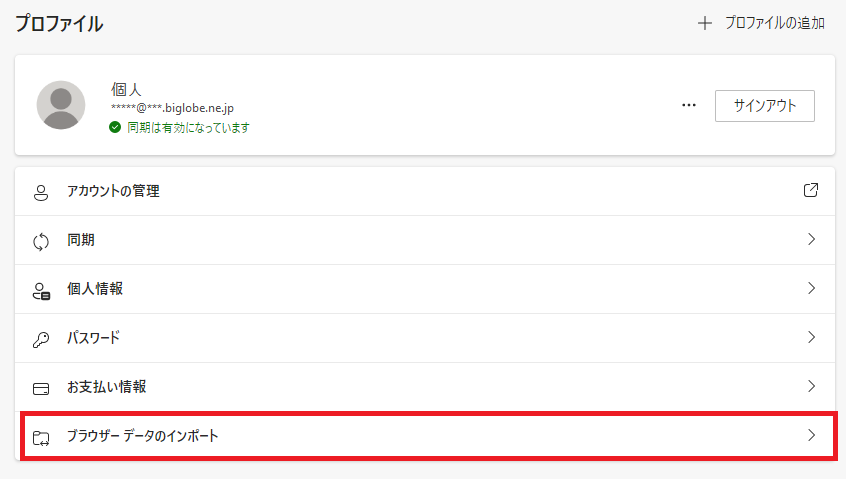 プロファイル
プロファイルの追加
個人
*****@***.biglobe.ne.jp
同期は有効になっています
サインアウト
アカウントの管理
同期
個人情報
パスワード
お支払い情報
ブラウザー データのインポート